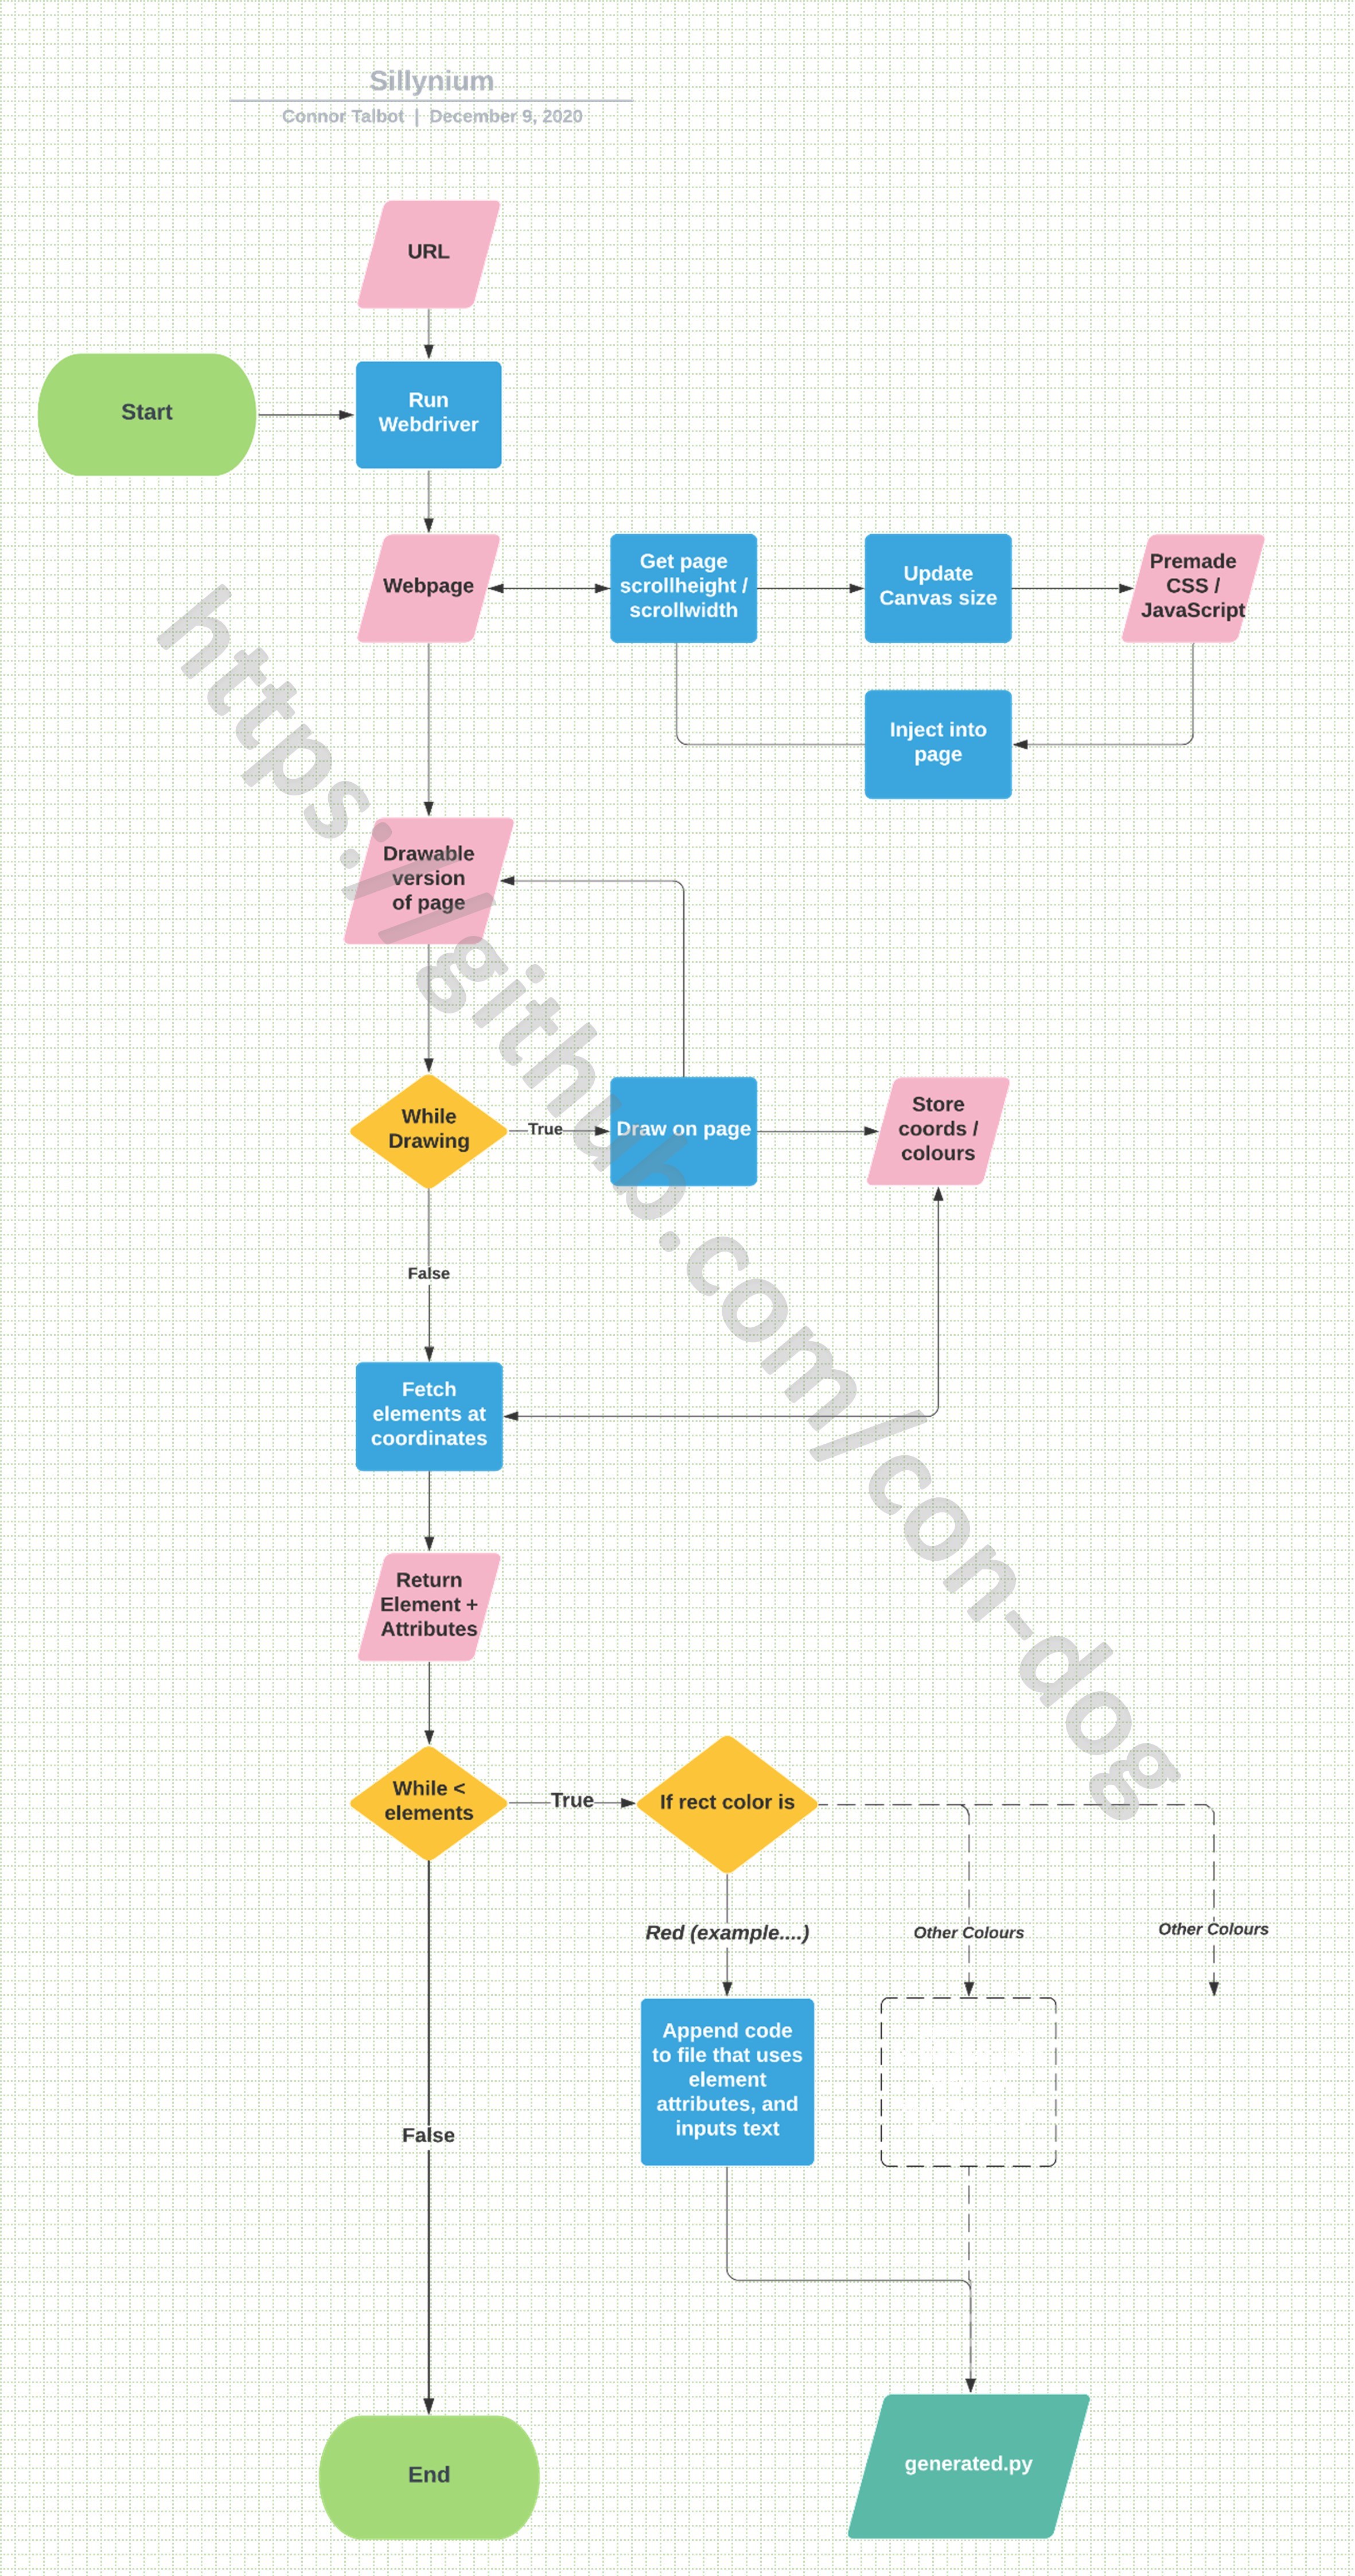 Sillynium
Connor Talbot | December 9, 2020
URL
Start
Run
Webdriver
Webpage
Get page
scrollheight /
scrollwidth
Update
Canvas size
Premade
CSS /
JavaScript
Inject into
page
Drawable
version
of page
While
Drawing
True
Draw on page
Store
coords /
colours
False
Fetch
elements at
coordinates
Return
Element +
Attributes
While <
elements
True
If rect color is
Red (example....)
Other Colours
Other Colours
Append code
to file that uses
element
attributes, and
inputs text
False
End
generated.py
https://github.com/con-dog